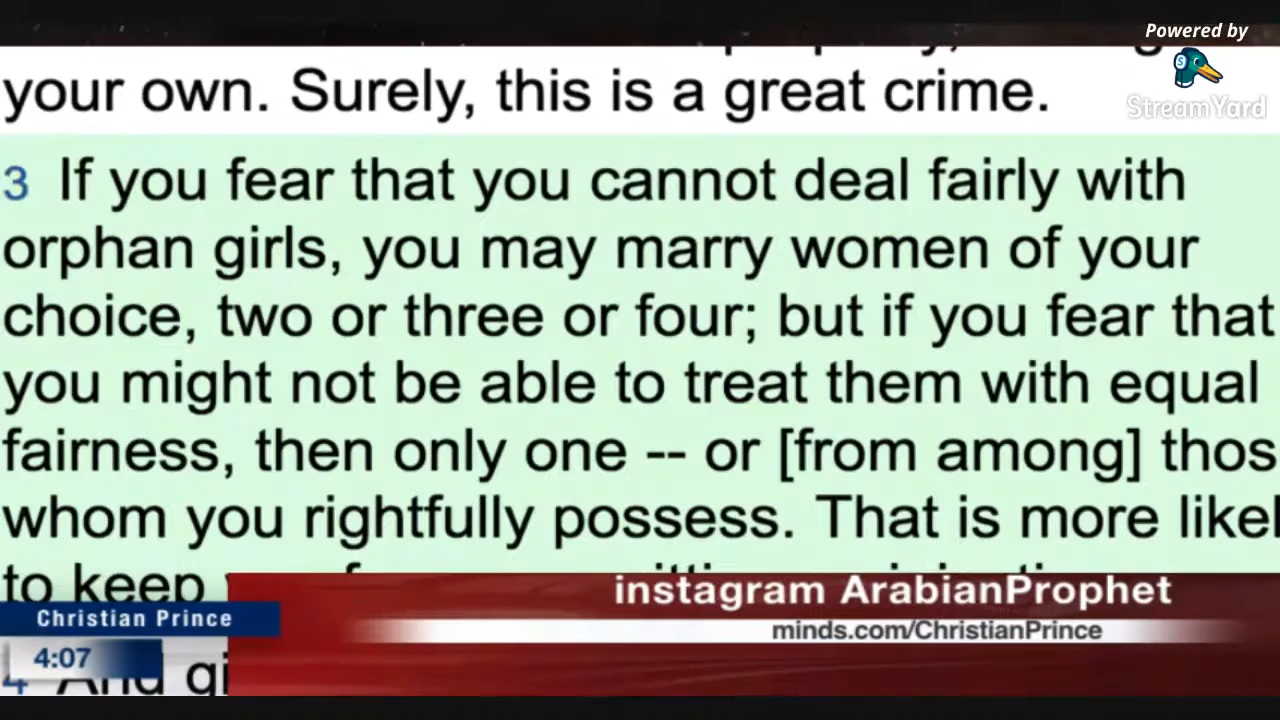 Powered by
StreamYard
your own. Surely, this is a great crime.
3 If you fear that you cannot deal fairly with
orphan girls, you may marry women of your
choice, two or three or four; but if you fear that
you might not be able to treat them with equal
fairness, then only one -- or [from among] thos
whom you rightfully possess. That is more likel
to keep
instagram ArabianProphet
Christian Prince
minds.com/ChristianPrince
4:07
4 And gi